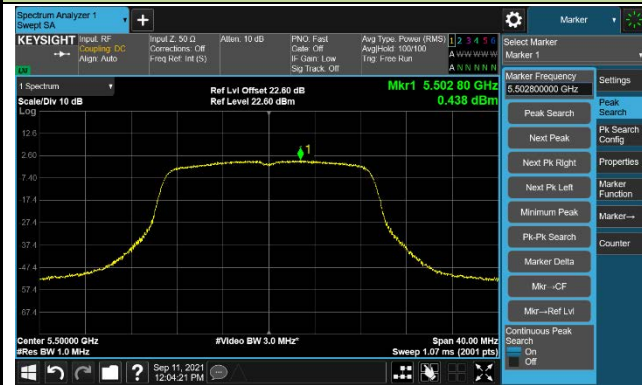 Spectrum Analyzer 1
Swept SA
Marker
KEYSIGHT
Input: RF
Coupling: DC
Align: Auto
Input Z: 50 Ω
Corrections: Off
Freq Ref: Int (S)
Atten: 10 dB
PNO: Fast
Gate: Off
IF Gain: Low
Sig Track: Off
Avg Type: Power (RMS)
Avg|Hold: 100/100
Trig: Free Run
1 2 3 4 5 6
A W W W W W
A N N N N N
LM
Select Marker
Marker 1
1 Spectrum
Scale/Div 10 dB
Log
Ref Lvl Offset 22.60 dB
Ref Level 22.60 dBm
Mkr1 5.502 80 GHz
0.438 dBm
12.6
2.60
-7.40
-17.4
-27.4
-37.4
-47.4
-57.4
-67.4
1
Center 5.50000 GHz
#Res BW 1.0 MHz
#Video BW 3.0 MHz*
Span 40.00 MHz
Sweep 1.07 ms (2001 pts)
Marker Frequency
5.502800000 GHz
Peak Search
Next Peak
Next Pk Right
Next Pk Left
Minimum Peak
Pk-Pk Search
Marker Delta
Mkr→CF
Mkr→Ref Lvl
Continuous Peak
Search
On
Off
Settings
Peak
Search
Pk Search
Config
Properties
Marker
Function
Marker→
Counter
Sep 11, 2021
12:04:21 PM